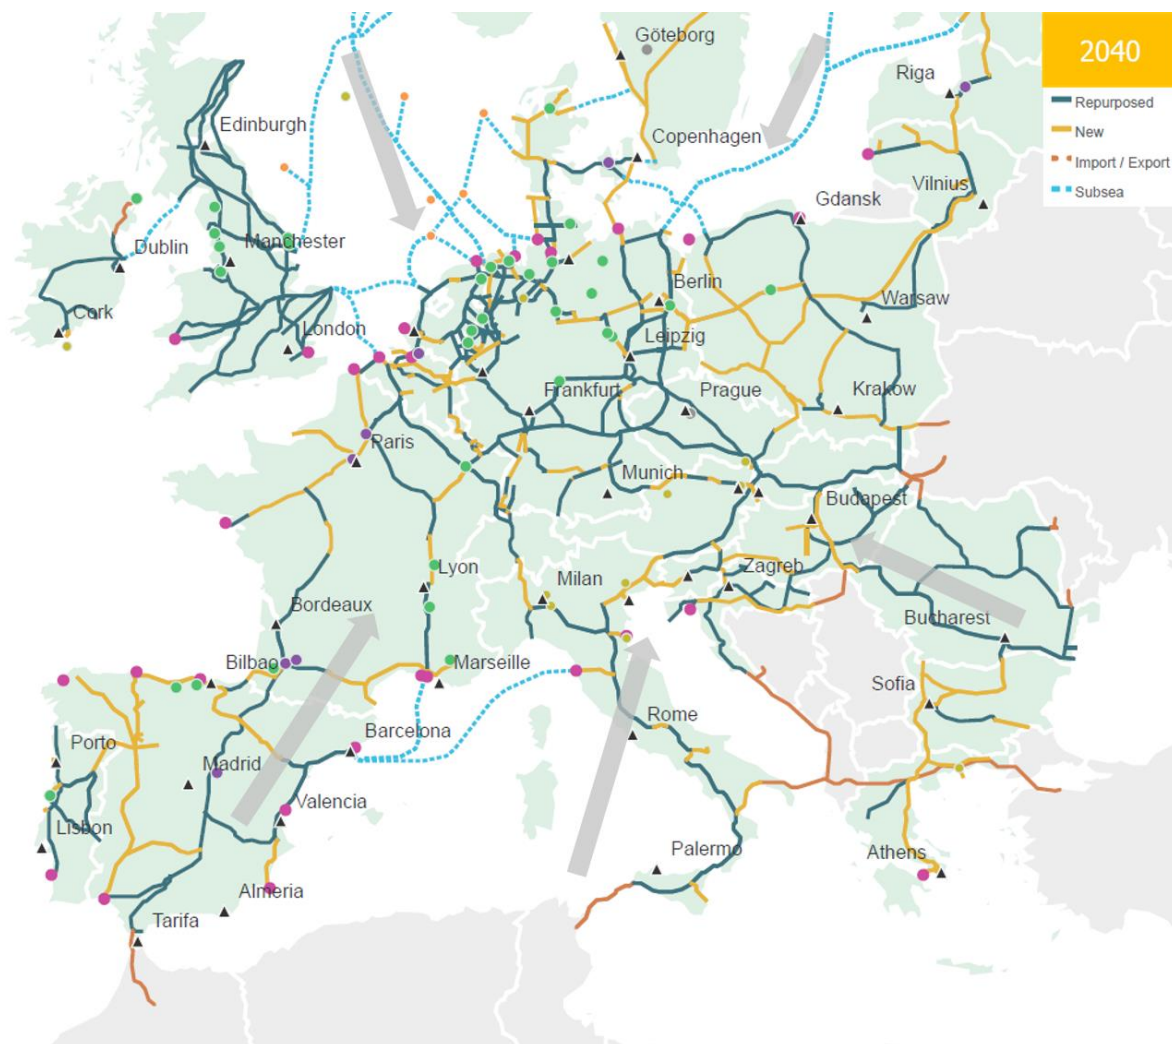 Göteborg
2040
Riga
Repurposed
New
Import / Export
Subsea
Edinburgh
Copenhagen
Vilnius
Gdansk
Dublin
Manchester
Berlin
Warsaw
Cork
London
Leipzig
Frankfurt
Prague
Krakow
Paris
Munich
Budapest
Lyon
Milan
Zagreb
Bordeaux
Bucharest
Bilbao
Marseille
Sofia
Rome
Barcelona
Porto
Madrid
Valencia
Lisbon
Palermo
Athens
Almeria
Tarifa